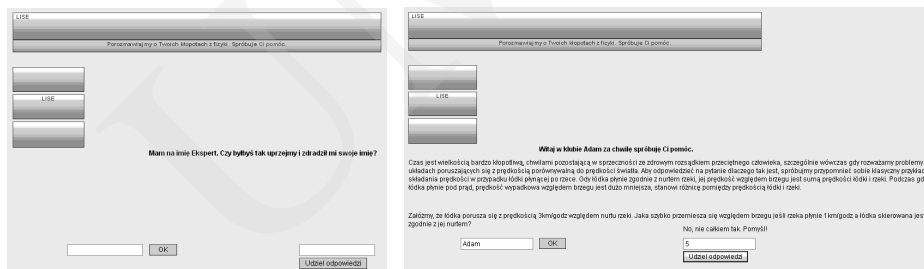 LISE
Porozmawiajmy o Twoich kłopotach z fizyki. Spróbuje Ci pomóc.
LISE
Mam na imię Ekspert. Czy byłbyś tak uprzejmy i zdradził mi swoje imię?
OK
Udziel odpowiedzi
LISE
Porozmawiajmy o Twoich kłopotach z fizyki. Spróbuje Ci pomóc.
LISE
Witaj w klubie Adam za chwilę spróbuję Ci pomóc.
Czas jest wielkością bardzo kłopotliwą, chwilami pozostającą w sprzeczności ze zdrowym rozsądkiem przeciętnego człowieka, szczególnie wówczas gdy rozważamy problemy
układach poruszających się z prędkością porównywalną do prędkości światła. Aby odpowiedzieć na pytanie dlaczego tak jest, spróbujmy przypomnieć sobie klasyczny przykład
składania prędkości w przypadku łódki płynącej po rzece. Gdy łódka płynie zgodnie z nurtem rzeki, jej prędkość względem brzegu jest sumą prędkości łódki i rzeki. Podczas gd
łódka płynie pod prąd, prędkość wypadkowa względem brzegu jest dużo mniejsza, stanowi różnicę pomiędzy prędkością łódki i rzeki.
Załóżmy, że łódka porusza się z prędkością 3km/godz względem nurtu rzeki. Jaka szybko przemieszcza się względem brzegu jeśli rzeka płynie 1 km/godz a łódka skierowana jest
zgodnie z jej nurtem?
No, nie całkiem tak. Pomyśl!
Adam
OK
5
Udziel odpowiedzi